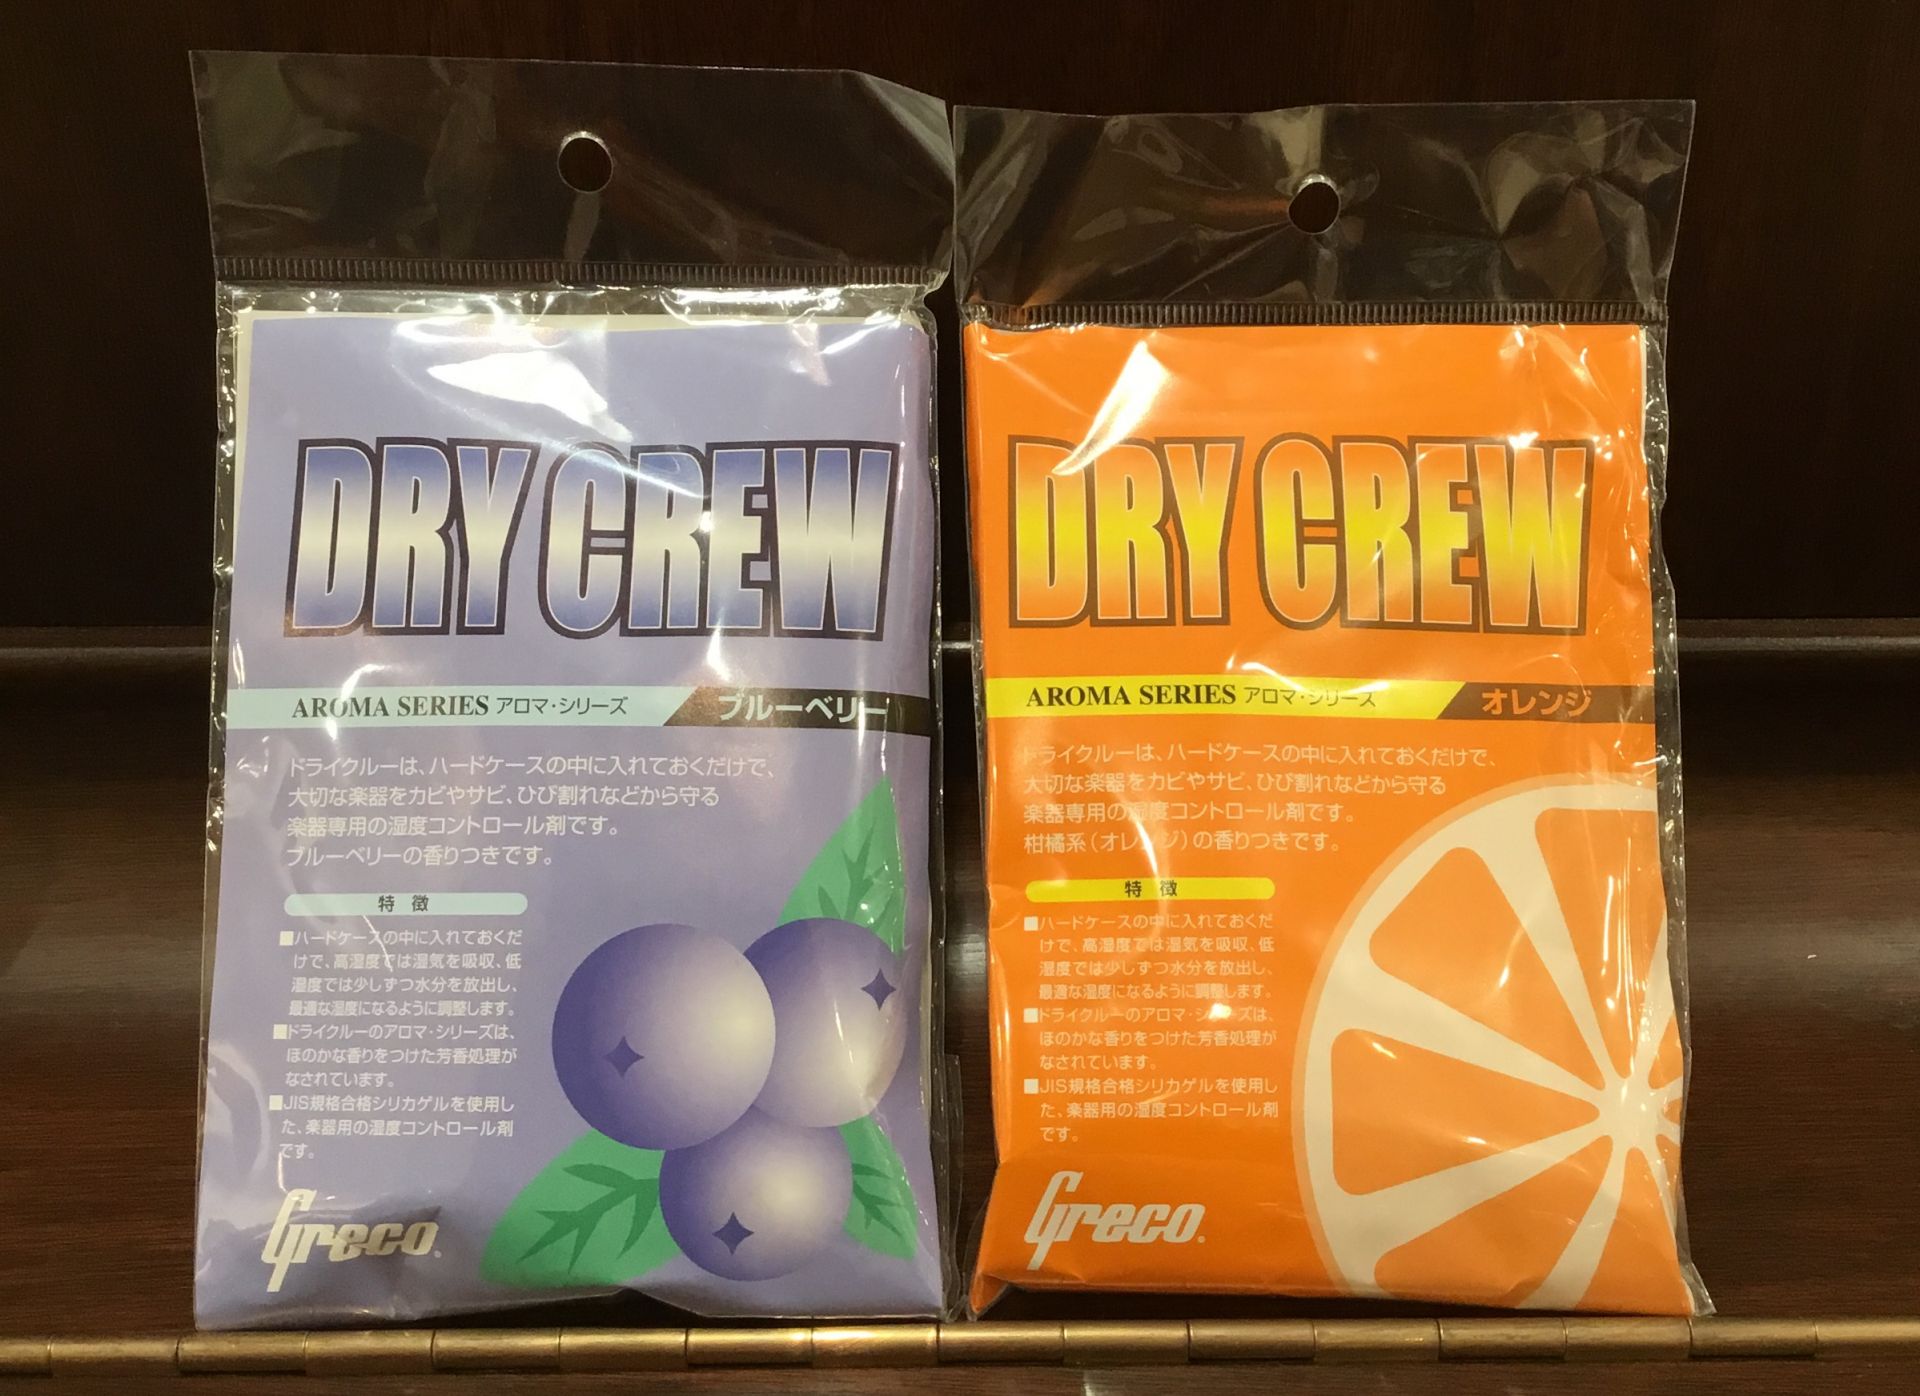 DRY CREW
AROMA SERIES アロマ・シリーズ ブルーベリー
ドライクルーは、ハードケースの中に入れておくだけで、
大切な楽器をカビやサビ、ひび割れなどから守る
楽器専用の湿度コントロール剤です。
ブルーベリーの香りつきです。
特 徴
■ハードケースの中に入れておくだ
けで、高湿度では湿気を吸収、低
湿度では少しずつ水分を放出し、
最適な湿度になるように調整します。
■ドライクルーのアロマ・シリーズは、
ほのかな香りをつけた芳香処理が
なされています。
■JIS規格合格シリカゲルを使用し
た、楽器用の湿度コントロール剤
です。
Greco®
DRY CREW
AROMA SERIES アロマ・シリーズ オレンジ
ドライクルーは、ハードケースの中に入れておくだけで、
大切な楽器をカビやサビ、ひび割れなどから守る
楽器専用の湿度コントロール剤です。
柑橘系(オレンジ)の香りつきです。
特 徴
■ハードケースの中に入れておくだ
けで、高湿度では湿気を吸収、低
湿度では少しずつ水分を放出し、
最適な湿度になるように調整します。
■ドライクルーのアロマ・シリーズは、
ほのかな香りをつけた芳香処理が
なされています。
■JIS規格合格シリカゲルを使用し
た、楽器用の湿度コントロール剤
です。
Greco®